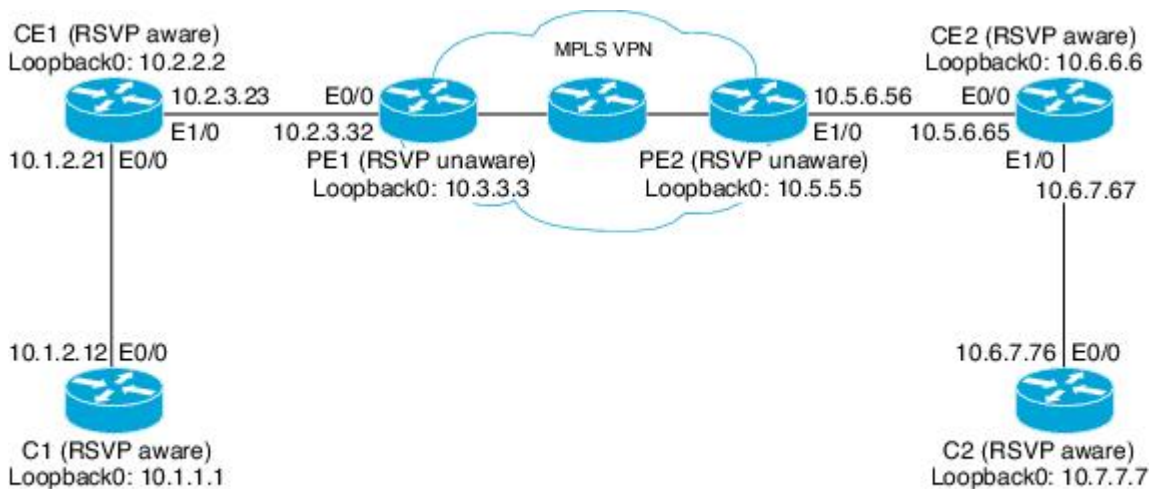 CE1 (RSVP aware)
Loopback0: 10.2.2.2
MPLS VPN
CE2 (RSVP aware)
Loopback0: 10.6.6.6
10.2.3.23
E0/0
10.5.6.56
E0/0
E1/0
10.2.3.32
E1/0
10.5.6.65
10.1.2.21 E0/0
PE1 (RSVP unaware)
Loopback0: 10.3.3.3
PE2 (RSVP unaware)
Loopback0: 10.5.5.5
E1/0
10.6.7.67
10.1.2.12 E0/0
10.6.7.76 E0/0
C1 (RSVP aware)
Loopback0: 10.1.1.1
C2 (RSVP aware)
Loopback0: 10.7.7.7